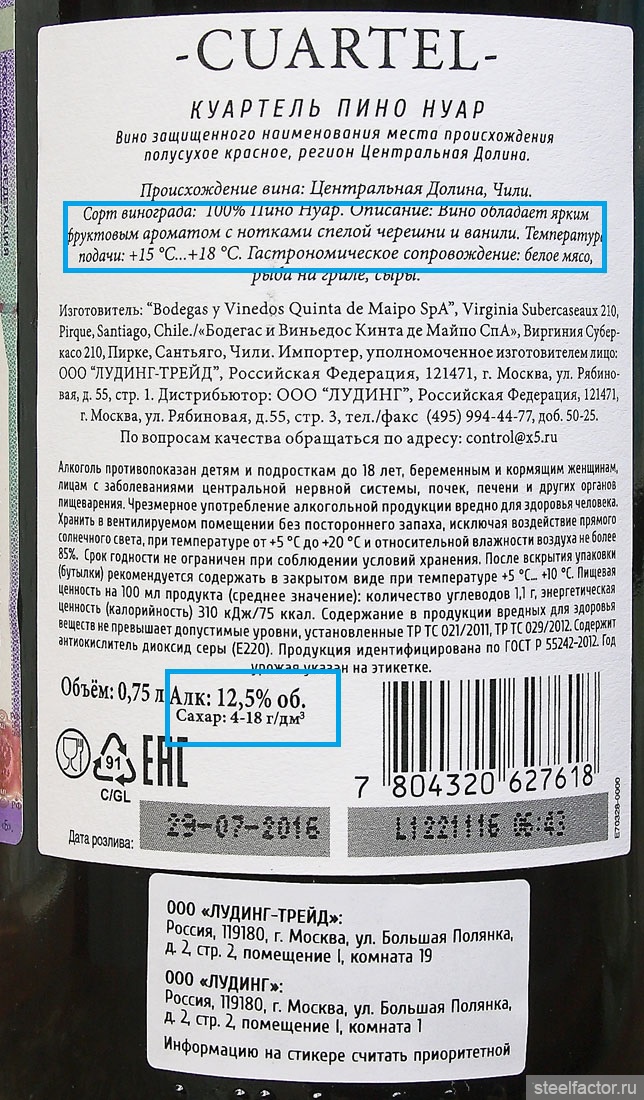 -CUARTEL-
КУАРТЕЛЬ ПИНО НУАР
Вино защищенного наименования места происхождения
полусухое красное, регион Центральная Долина.
Происхождение вина: Центральная Долина, Чили.
Сорт винограда: 100% Пино Нуар. Описание: Вино обладает ярким
фруктовым ароматом с нотками спелой черешни и ванили. Температура
подачи: +15 °С...+18 °С. Гастрономическое сопровождение: белое мясо,
рыба на гриле, сыры.
Изготовитель: "Bodegas y Vinedos Quinta de Maipo SpA", Virginia Subercaseaux 210,
Pirque, Santiago, Chile./«Бодегас и Виньедос Кинта де Майпо СпА», Виргиния Субер-
касо 210, Пирке, Сантьяго, Чили. Импортер, уполномоченное изготовителем лицо:
ООО "ЛУДИНГ-ТРЕЙД", Российская Федерация, 121471, г. Москва, ул. Рябино-
вая, д. 55, стр. 1. Дистрибьютор: ООО "ЛУДИНГ", Российская Федерация, 121471,
г. Москва, ул. Рябиновая, д.55, стр. 3, тел./факс (495) 994-44-77, доб. 50-25.
По вопросам качества обращаться по адресу: control@x5.ru
Алкоголь противопоказан детям и подросткам до 18 лет, беременным и кормящим женщинам,
лицам с заболеваниями центральной нервной системы, почек, печени и других органов
пищеварения. Чрезмерное употребление алкогольной продукции вредно для здоровья человека.
Хранить в вентилируемом помещении без постороннего запаха, исключая воздействие прямого
солнечного света, при температуре от +5 °С до +20 °С и относительной влажности воздуха не более
85%. Срок годности не ограничен при соблюдении условий хранения. После вскрытия упаковки
(бутылки) рекомендуется содержать в закрытом виде при температуре +5 °С... +10 °С. Пищевая
ценность на 100 мл продукта (среднее значение): количество углеводов 1,1 г, энергетическая
ценность (калорийность) 310 кДж/75 ккал. Содержание в продукции вредных для здоровья
веществ не превышает допустимые уровни, установленные ТР ТС 021/2011, ТР ТС 029/2012. Содержит
антиокислитель диоксид серы (Е220). Продукция идентифицирована по ГОСТ Р 55242-2012. Год
урожая указан на этикетке.
Объём: 0,75 л Алк: 12,5% об.
Сахар: 4-18 г/дм³
91
C/GL
EAC
7 804320 627618
E70328-0000
Дата розлива: 29-07-2016
L1221116 06:43
ООО «ЛУДИНГ-ТРЕЙД»:
Россия, 119180, г. Москва, ул. Большая Полянка,
д. 2, стр. 2, помещение I, комната 19
ООО «ЛУДИНГ»:
Россия, 119180, г. Москва, ул. Большая Полянка,
д. 2, стр. 2, помещение I, комната 1
Информацию на стикере считать приоритетной
steelfactor.ru